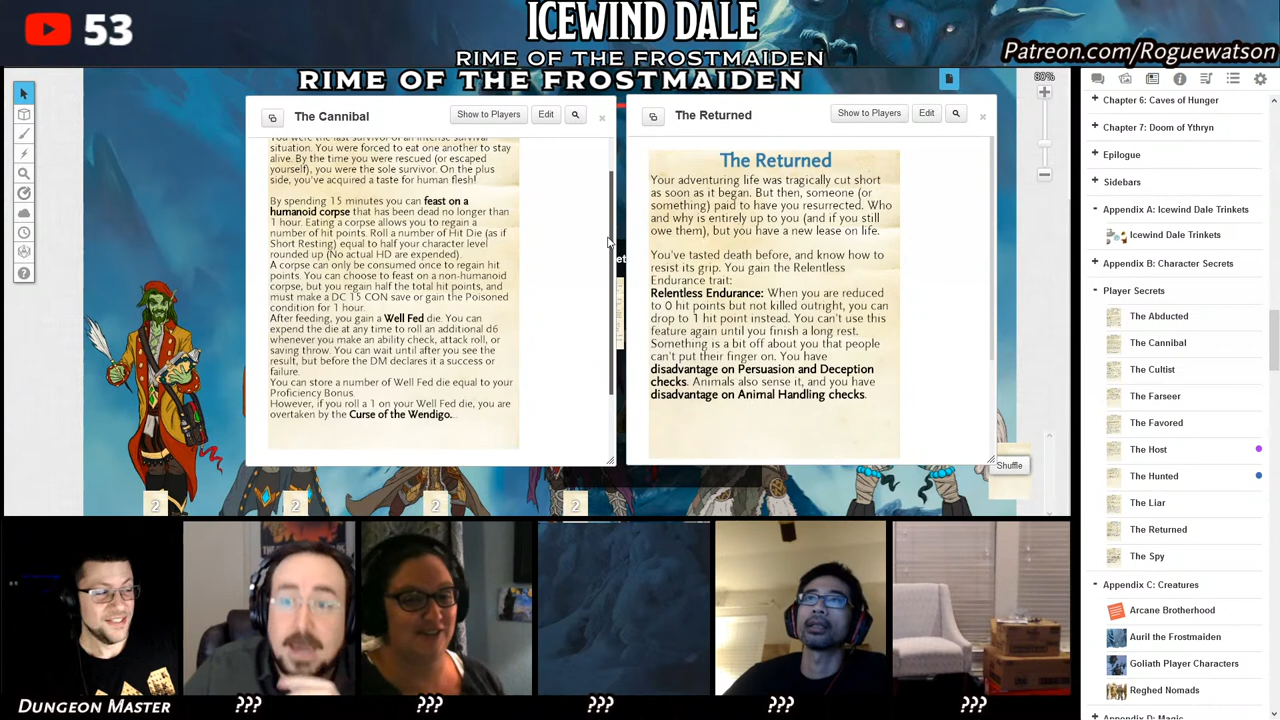 53
ICEWIND DALE
RIME OF THE FROSTMAIDEN
Patreon.com/Roguewatson
RIME OF THE FROSTMAIDEN
80%
The Cannibal
Show to Players
Edit
situation. You were forced to eat one another to stay
alive. By the time you were rescued (or escaped
yourself), you were the sole survivor. On the plus
side, you've acquired a taste for human flesh!
By spending 15 minutes you can feast on a
humanoid corpse that has been dead no longer than
1 hour. Eating a corpse allows you to regain a
number of hit points. Roll a number of Hit Die (as if
Short Resting) equal to half your character level
rounded up (No actual HD are expended).
A corpse can only be consumed once to regain hit
points. You can choose to feast on a non-humanoid
corpse, but you regain half the total hit points, and
must make a DC 15 CON save or gain the Poisoned
condition for 1 hour.
After feeding, you gain a Well Fed die. You can
expend the die at any time to roll an additional d6
whenever you make an ability check, attack roll, or
saving throw. You can wait until after you see the
result, but before the DM declares it a success or
failure.
You can store a number of Well Fed die equal to your
Proficiency Bonus.
However, if you roll a 1 on your Well Fed die, you are
overtaken by the Curse of the Wendigo.
The Returned
Show to Players
Edit
The Returned
Your adventuring life was tragically cut short
as soon as it began. But then, someone (or
something) paid to have you resurrected. Who
and why is entirely up to you (and if you still
owe them), but you have a new lease on life.
You've tasted death before, and know how to
resist its grip. You gain the Relentless
Endurance trait:
Relentless Endurance: When you are reduced
to 0 hit points but not killed outright, you can
drop to 1 hit point instead. You can't use this
feature again until you finish a long rest.
Something is a bit off about you that people
can't put their finger on. You have
disadvantage on Persuasion and Deception
checks. Animals also sense it, and you have
disadvantage on Animal Handling checks.
Shuffle
2
2
2
2
Chapter 6: Caves of Hunger
Chapter 7: Doom of Ythryn
Epilogue
Sidebars
Appendix A: Icewind Dale Trinkets
Icewind Dale Trinkets
Appendix B: Character Secrets
Player Secrets
The Abducted
The Cannibal
The Cultist
The Farseer
The Favored
The Host
The Hunted
The Liar
The Returned
The Spy
Appendix C: Creatures
Arcane Brotherhood
Auril the Frostmaiden
Goliath Player Characters
Reghed Nomads
Appendix D: Magic
DUNGEON MASTER
???
???
???
???
???